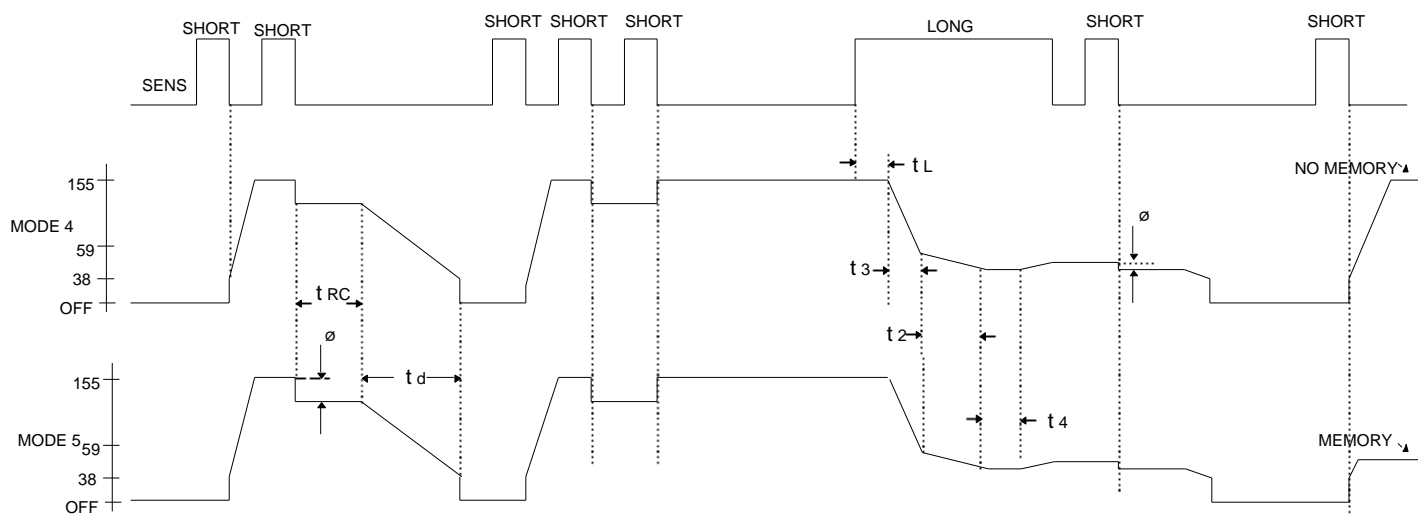 SHORT SHORT SHORT SHORT SHORT LONG SHORT SHORT
SENS
t L
155
NO MEMORY
MODE 4
59
ø
t 3
38
t RC
OFF
t 2
ø
155
t d
t 4
MODE 5
59
MEMORY
38
OFF